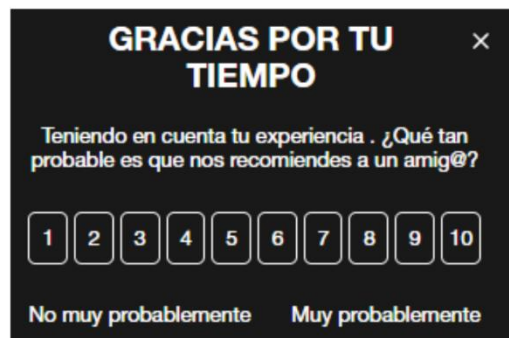 GRACIAS POR TU
TIEMPO
Teniendo en cuenta tu experiencia . ¿Qué tan
probable es que nos recomiendes a un amig@?
1 2 3 4 5 6 7 8 9 10
No muy probablemente Muy probablemente